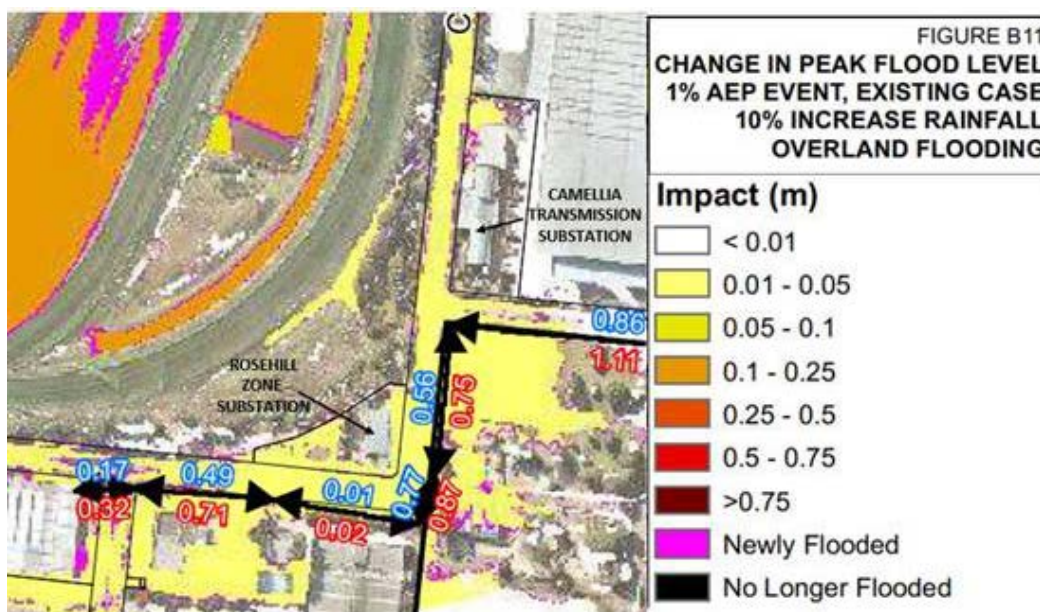 FIGURE B11
CHANGE IN PEAK FLOOD LEVEL
1% AEP EVENT, EXISTING CASE
10% INCREASE RAINFALL
OVERLAND FLOODING
Impact (m)
< 0.01
0.01 - 0.05
0.05 - 0.1
0.1 - 0.25
0.25 - 0.5
0.5 - 0.75
>0.75
Newly Flooded
No Longer Flooded
C
CAMELLIA
TRANSMISSION
SUBSTATION
0.86
1.11
ROSEHILL
ZONE
SUBSTATION
0.56
0.75
0.17
0.49
0.01
0.77
0.32
0.71
0.02
0.87